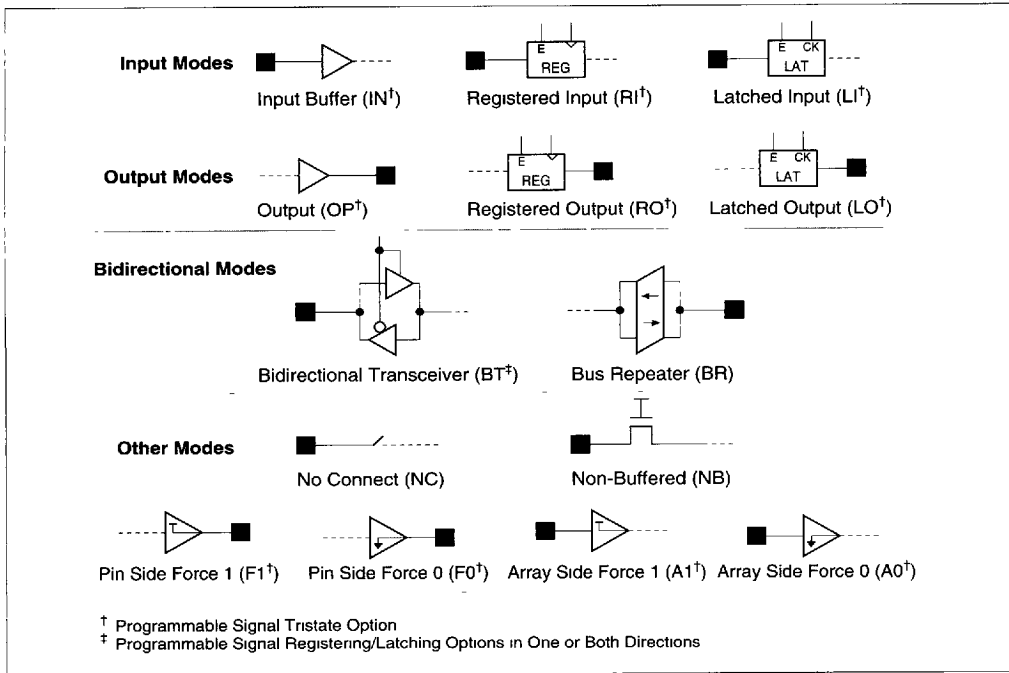 Input Modes
E
REG
E CK
LAT
Input Buffer (IN†)
Registered Input (RI†)
Latched Input (LI†)
Output Modes
E
REG
E CK
LAT
Output (OP†)
Registered Output (RO†)
Latched Output (LO†)
Bidirectional Modes
Bidirectional Transceiver (BT‡)
Bus Repeater (BR)
Other Modes
No Connect (NC)
Non-Buffered (NB)
Pin Side Force 1 (F1†)
Pin Side Force 0 (F0†)
Array Side Force 1 (A1†)
Array Side Force 0 (A0†)
† Programmable Signal Tristate Option
‡ Programmable Signal Registering/Latching Options in One or Both Directions